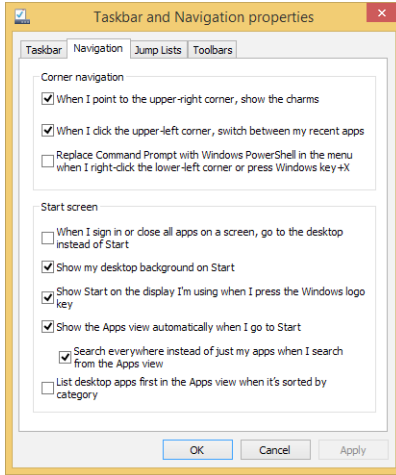 Taskbar and Navigation properties
Taskbar Navigation Jump Lists Toolbars
Corner navigation
When I point to the upper-right corner, show the charms
When I click the upper-left corner, switch between my recent apps
Replace Command Prompt with Windows PowerShell in the menu
when I right-click the lower-left corner or press Windows key+X
Start screen
When I sign in or close all apps on a screen, go to the desktop
instead of Start
Show my desktop background on Start
Show Start on the display I'm using when I press the Windows logo
key
Show the Apps view automatically when I go to Start
Search everywhere instead of just my apps when I search
from the Apps view
List desktop apps first in the Apps view when it's sorted by
category
OK Cancel Apply